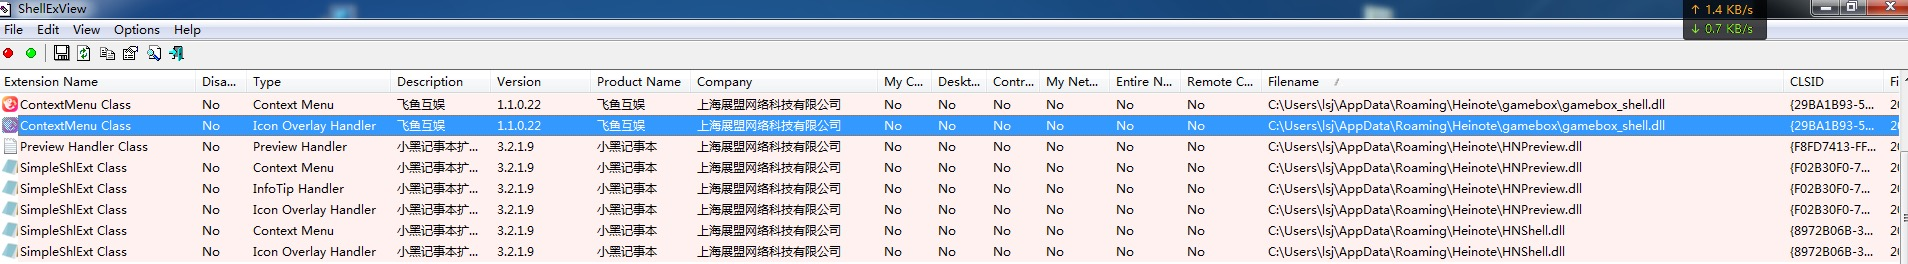 ShellExView
↑ 1.4 KB/s
File Edit View Options Help
↓ 0.7 KB/s
Extension Name Disa... Type Description Version Product Name Company My C... Deskt... Contr... My Net... Entire N... Remote C... Filename / CLSID Fi
ContextMenu Class No Context Menu 飞鱼互娱 1.1.0.22 飞鱼互娱 上海展盟网络科技有限公司 No No No No No No C:\Users\lsj\AppData\Roaming\Heinote\gamebox\gamebox_shell.dll {29BA1B93-5... 20
ContextMenu Class No Icon Overlay Handler 飞鱼互娱 1.1.0.22 飞鱼互娱 上海展盟网络科技有限公司 No No No No No No C:\Users\lsj\AppData\Roaming\Heinote\gamebox\gamebox_shell.dll {29BA1B93-5... 20
Preview Handler Class No Preview Handler 小黑记事本扩... 3.2.1.9 小黑记事本 上海展盟网络科技有限公司 No No No No No No C:\Users\lsj\AppData\Roaming\Heinote\HNPreview.dll {F8FD7413-FF... 20
SimpleShlExt Class No Context Menu 小黑记事本扩... 3.2.1.9 小黑记事本 上海展盟网络科技有限公司 No No No No No No C:\Users\lsj\AppData\Roaming\Heinote\HNPreview.dll {F02B30F0-7... 20
SimpleShlExt Class No InfoTip Handler 小黑记事本扩... 3.2.1.9 小黑记事本 上海展盟网络科技有限公司 No No No No No No C:\Users\lsj\AppData\Roaming\Heinote\HNPreview.dll {F02B30F0-7... 20
SimpleShlExt Class No Icon Overlay Handler 小黑记事本扩... 3.2.1.9 小黑记事本 上海展盟网络科技有限公司 No No No No No No C:\Users\lsj\AppData\Roaming\Heinote\HNPreview.dll {F02B30F0-7... 20
SimpleShlExt Class No Context Menu 小黑记事本扩... 3.2.1.9 小黑记事本 上海展盟网络科技有限公司 No No No No No No C:\Users\lsj\AppData\Roaming\Heinote\HNShell.dll {8972B06B-3... 20
SimpleShlExt Class No Icon Overlay Handler 小黑记事本扩... 3.2.1.9 小黑记事本 上海展盟网络科技有限公司 No No No No No No C:\Users\lsj\AppData\Roaming\Heinote\HNShell.dll {8972B06B-3... 20